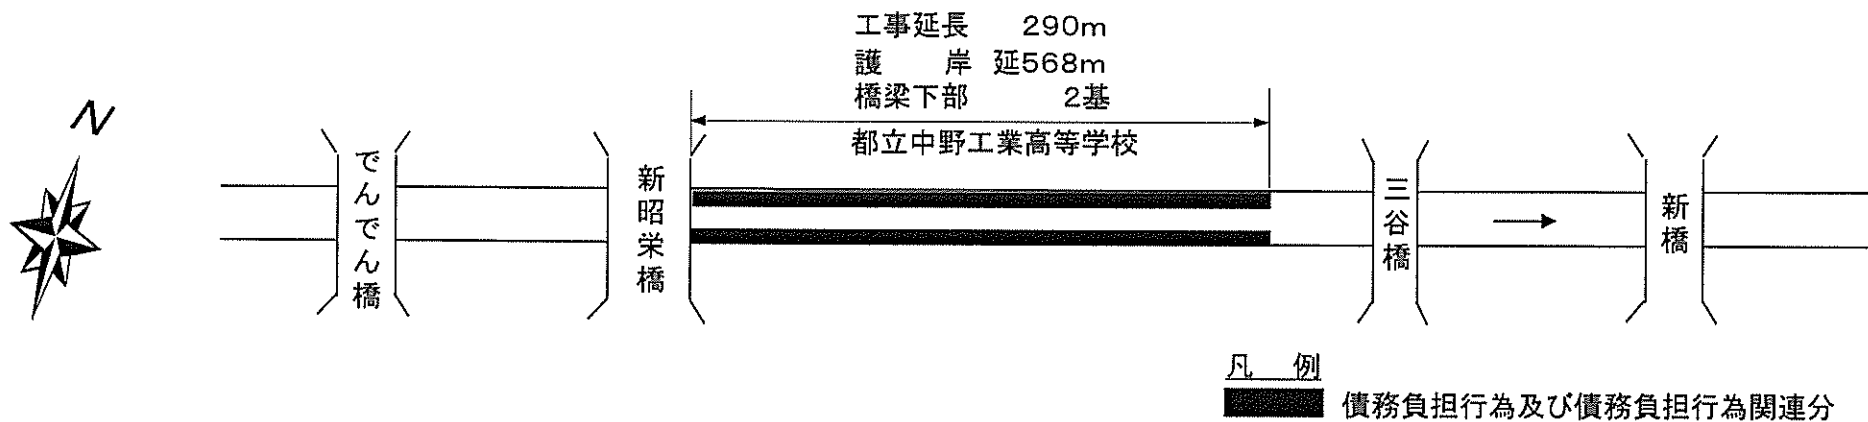 工事延長 290m
護 岸 延568m
橋梁下部 2基
都立中野工業高等学校
N
でんでん橋
新昭栄橋
三谷橋
新橋
凡 例
債務負担行為及び債務負担行為関連分